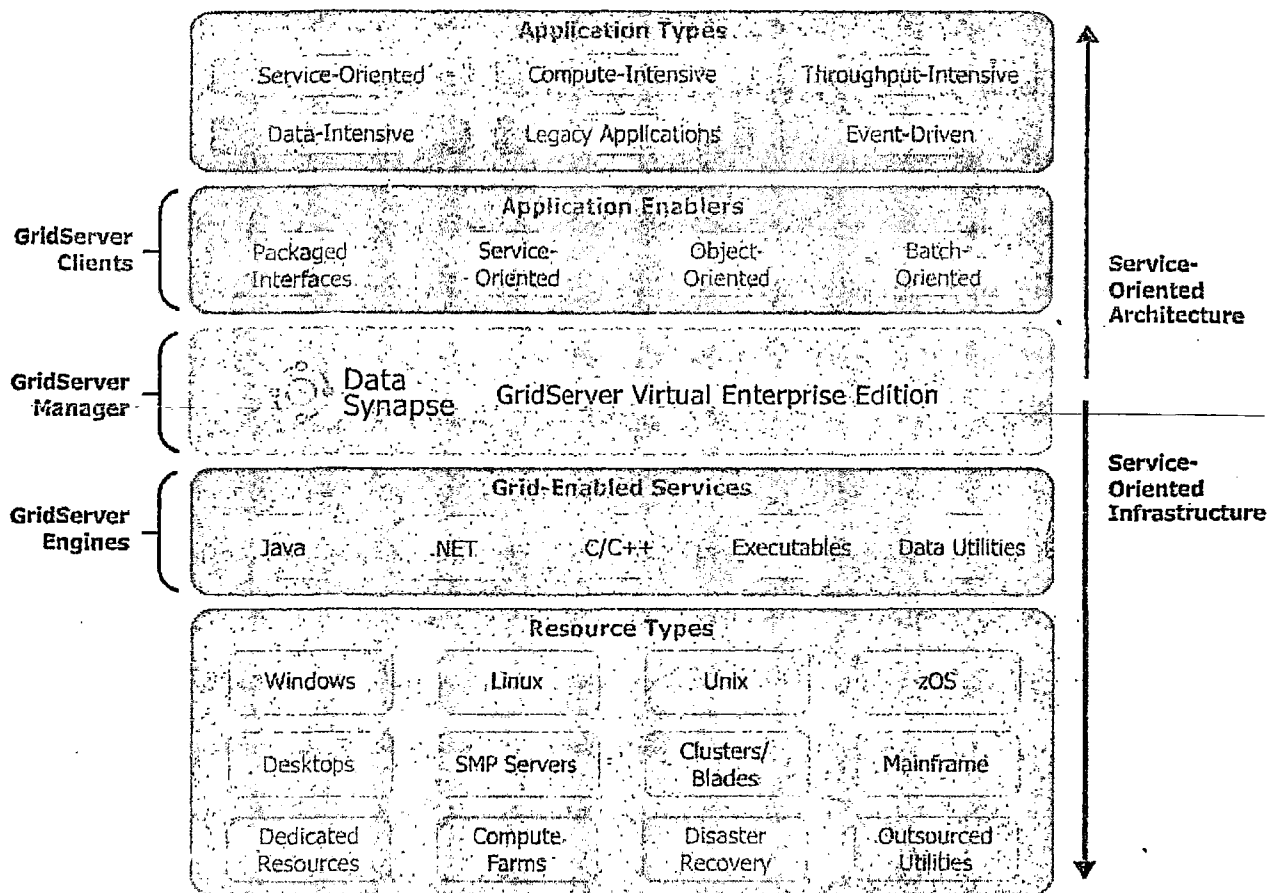 Application Types
Service-Oriented Compute-Intensive Throughput-Intensive
Data-Intensive Legacy Applications Event-Driven
GridServer
Clients
Application Enablers
Packaged
Interfaces
Service-
Oriented
Object-
Oriented
Batch-
Oriented
Service-
Oriented
Architecture
GridServer
Manager
Data
Synapse
GridServer Virtual Enterprise Edition
GridServer
Engines
Grid-Enabled Services
Java .NET C/C++ Executables Data Utilities
Service-
Oriented
Infrastructure
Resource Types
Windows Linux Unix zOS
Desktops SMP Servers
Clusters/
Blades
Mainframe
Dedicated
Resources
Compute
Farms
Disaster
Recovery
Outsourced
Utilities